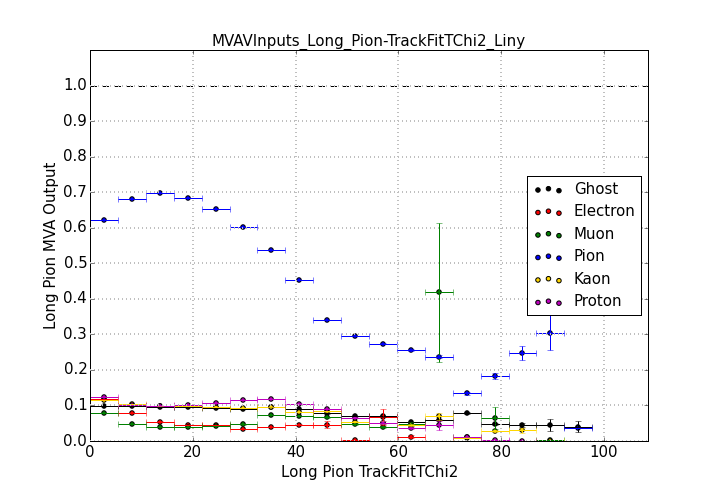 MVAVInputs_Long_Pion-TrackFitTChi2_Liny
1.0
0.9
0.8
0.7
0.6
0.5
0.4
0.3
0.2
0.1
0.0
Long Pion MVA Output
Ghost
Electron
Muon
Pion
Kaon
Proton
0 20 40 60 80 100
Long Pion TrackFitTChi2